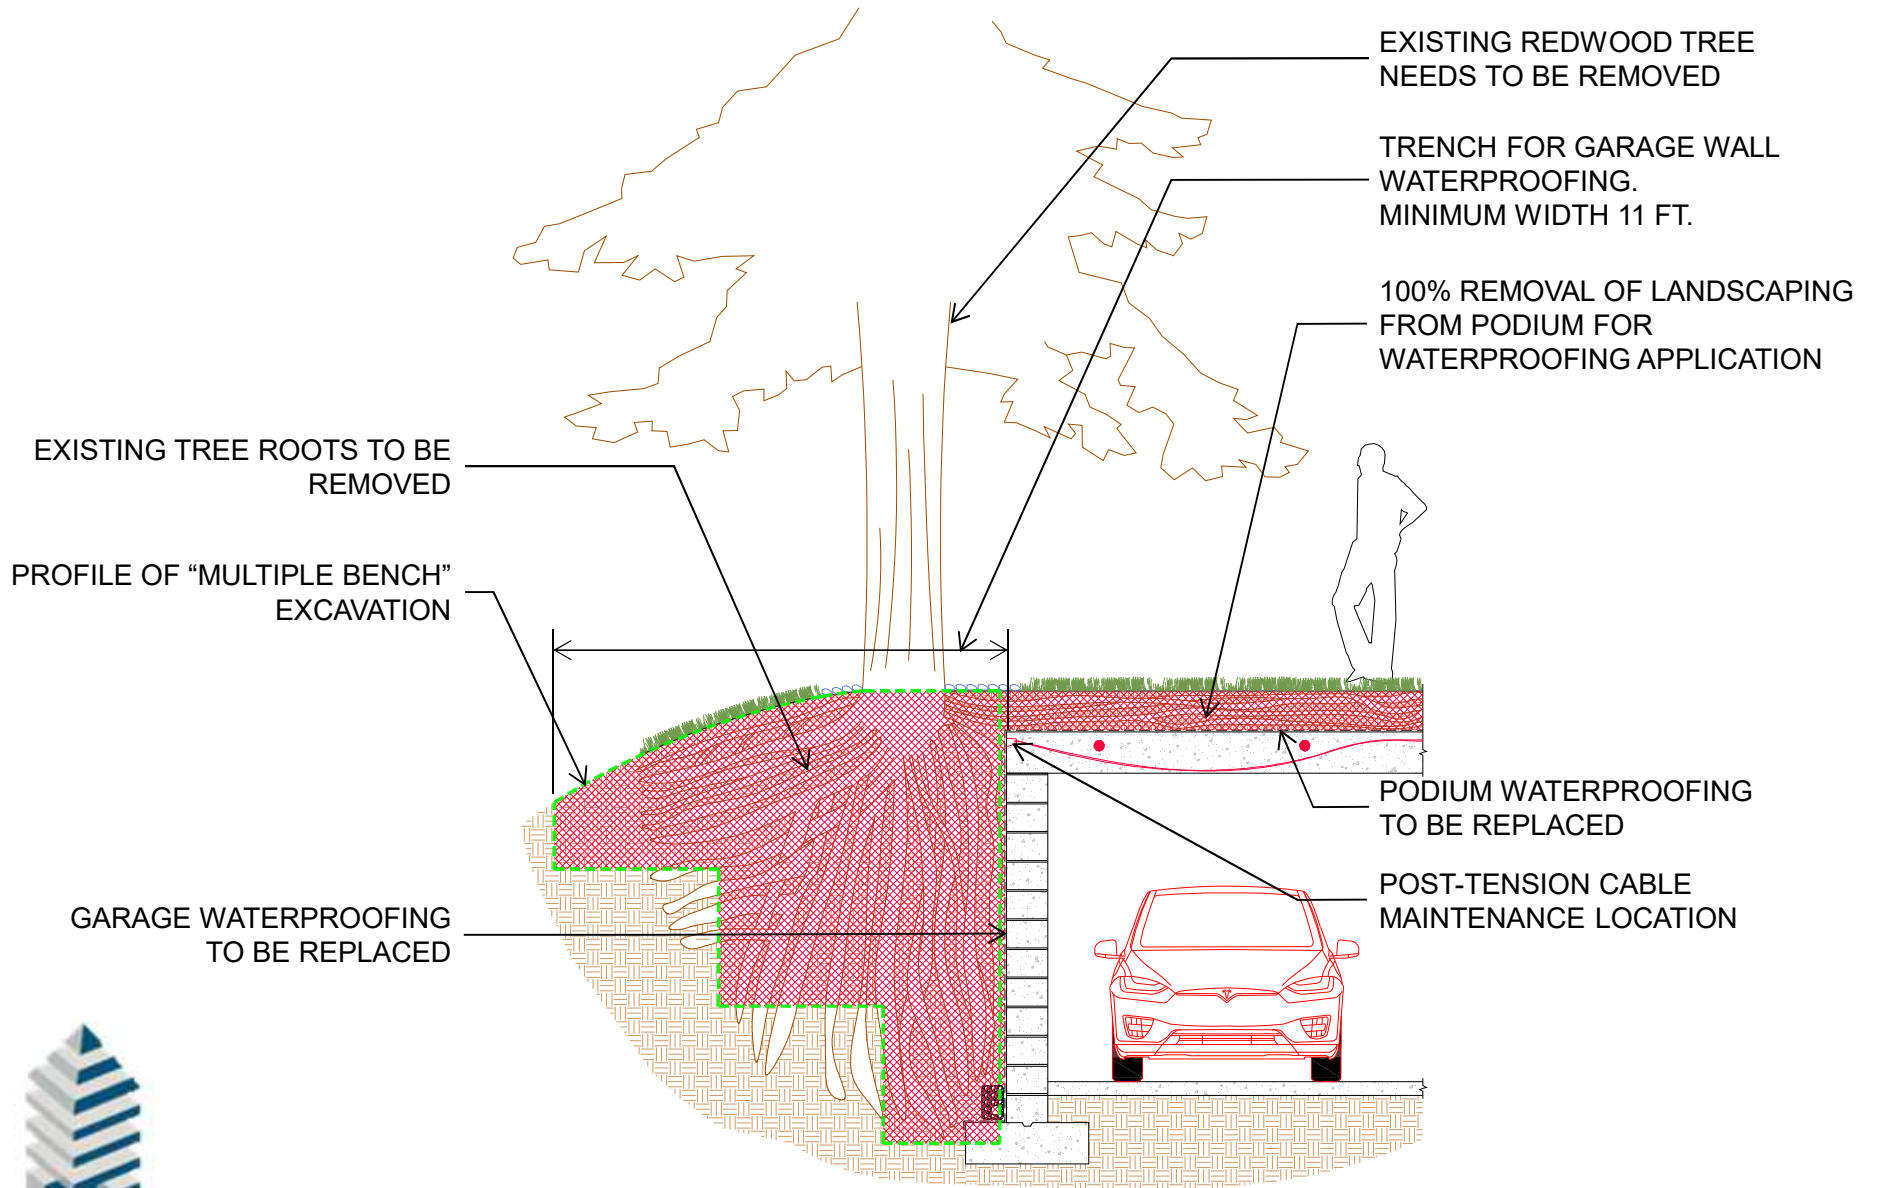 EXISTING REDWOOD TREE
NEEDS TO BE REMOVED
TRENCH FOR GARAGE WALL
WATERPROOFING.
MINIMUM WIDTH 11 FT.
100% REMOVAL OF LANDSCAPING
FROM PODIUM FOR
WATERPROOFING APPLICATION
EXISTING TREE ROOTS TO BE
REMOVED
PROFILE OF “MULTIPLE BENCH”
EXCAVATION
GARAGE WATERPROOFING
TO BE REPLACED
PODIUM WATERPROOFING
TO BE REPLACED
POST-TENSION CABLE
MAINTENANCE LOCATION